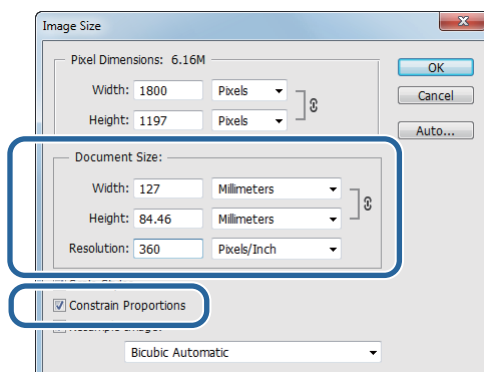 Image Size
Pixel Dimensions: 6.16M
Width: 1800 Pixels
Height: 1197 Pixels
OK
Cancel
Auto...
Document Size:
Width: 127 Millimeters
Height: 84.46 Millimeters
Resolution: 360 Pixels/Inch
Constrain Proportions
Bicubic Automatic